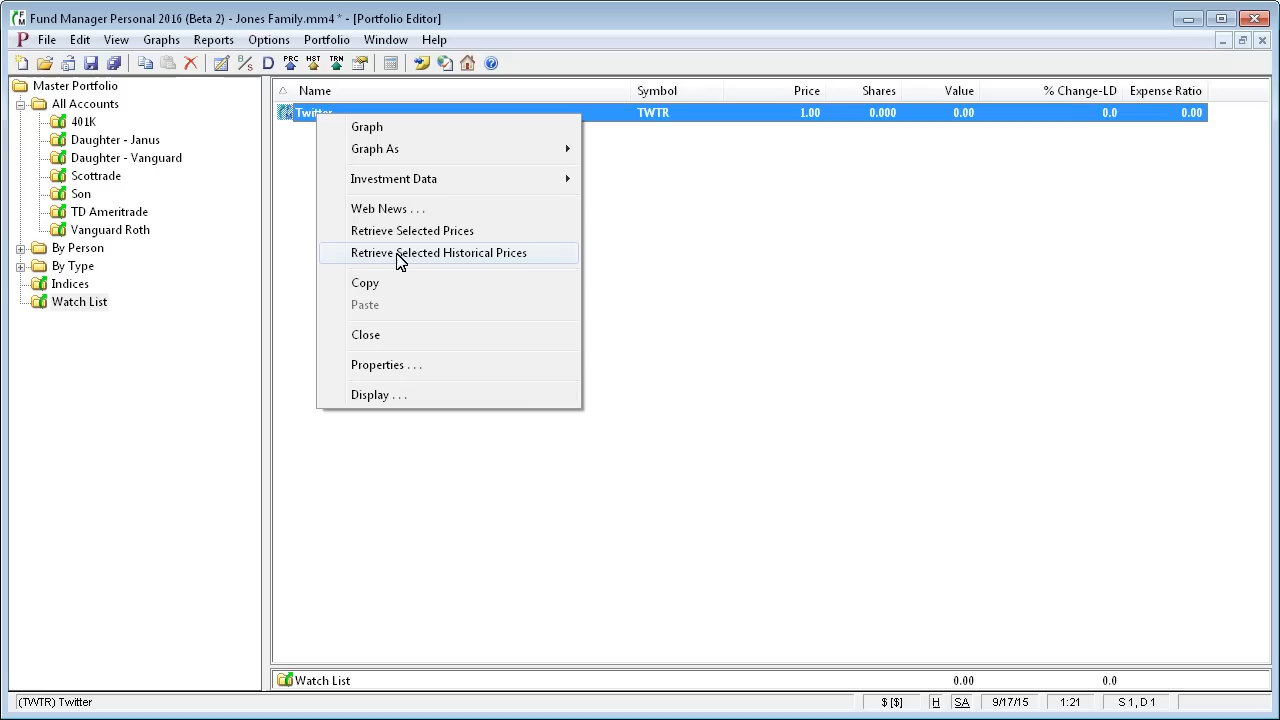 Fund Manager Personal 2016 (Beta 2) - Jones Family.mm4 * - [Portfolio Editor]
P File Edit View Graphs Reports Options Portfolio Window Help
B/S D PRC HST TRN
Master Portfolio
All Accounts
401K
Daughter - Janus
Daughter - Vanguard
Scottrade
Son
TD Ameritrade
Vanguard Roth
By Person
By Type
Indices
Watch List
Name Symbol Price Shares Value % Change-LD Expense Ratio
Twitter TWTR 1.00 0.000 0.00 0.0 0.00
Graph
Graph As
Investment Data
Web News . . .
Retrieve Selected Prices
Retrieve Selected Historical Prices
Copy
Paste
Close
Properties . . .
Display . . .
Watch List 0.00 0.0
(TWTR) Twitter $ [$] H SA 9/17/15 1:21 S 1, D 1